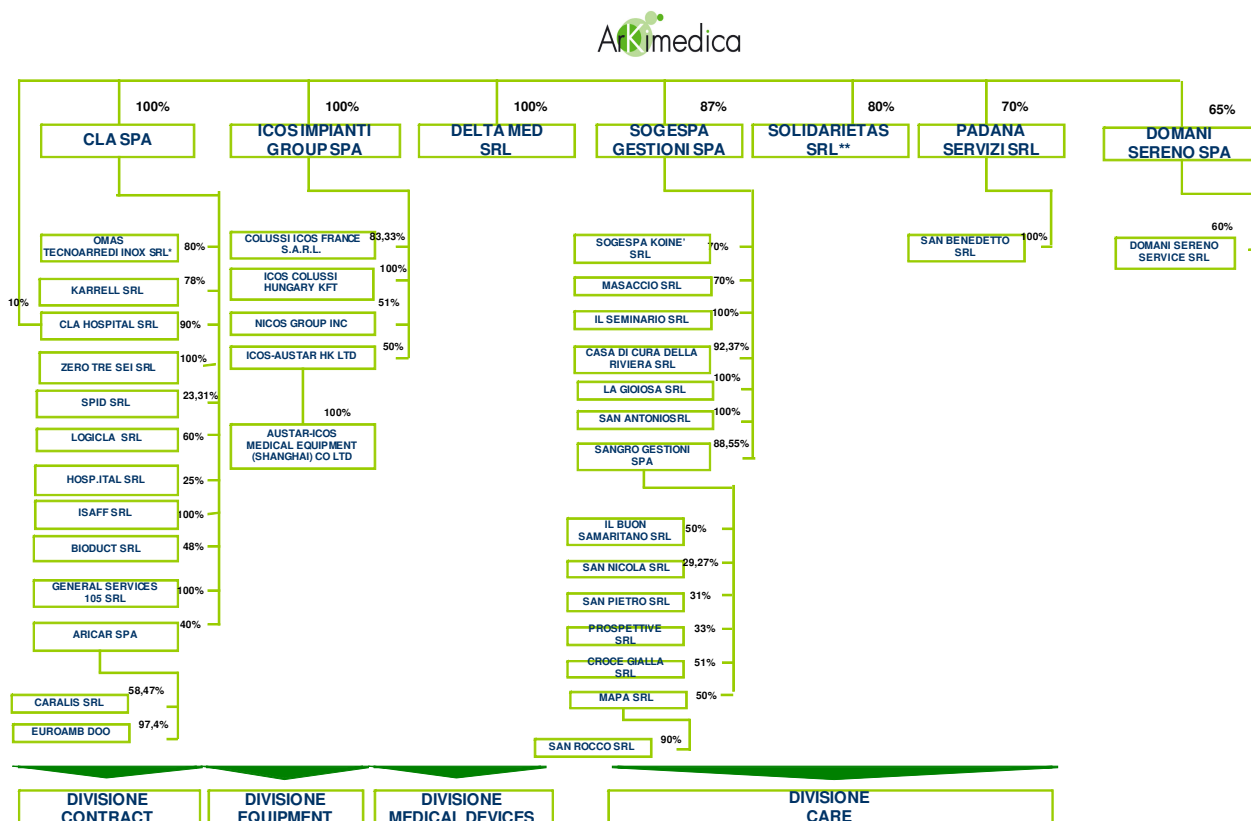 Arkimedica
100%
100%
100%
87%
80%
70%
65%
CLA SPA
ICOS IMPIANTI
GROUP SPA
DELTA MED
SRL
SOGESPA
GESTIONI SPA
SOLIDARIETAS
SRL**
PADANA
SERVIZI SRL
DOMANI
SERENO SPA
OMAS
TECNOARREDI INOX SRL*
80%
KARRELL SRL
78%
10%
CLA HOSPITAL SRL
90%
ZERO TRE SEI SRL
100%
SPID SRL
23,31%
LOGICLA SRL
60%
HOSP.ITAL SRL
25%
ISAFF SRL
100%
BIODUCT SRL
48%
GENERAL SERVICES
105 SRL
100%
ARICAR SPA
40%
CARALIS SRL
58,47%
EUROAMB DOO
97,4%
COLUSSI ICOS FRANCE
S.A.R.L.
83,33%
ICOS COLUSSI
HUNGARY KFT
100%
NICOS GROUP INC
51%
ICOS-AUSTAR HK LTD
50%
100%
AUSTAR-ICOS
MEDICAL EQUIPMENT
(SHANGHAI) CO LTD
SOGESPA KOINE'
SRL
70%
MASACCIO SRL
70%
IL SEMINARIO SRL
100%
CASA DI CURA DELLA
RIVIERA SRL
92,37%
LA GIOIOSA SRL
100%
SAN ANTONIOSRL
100%
SANGRO GESTIONI
SPA
88,55%
IL BUON
SAMARITANO SRL
50%
SAN NICOLA SRL
29,27%
SAN PIETRO SRL
31%
PROSPETTIVE
SRL
33%
CROCE GIALLA
SRL
51%
MAPA SRL
50%
SAN ROCCO SRL
90%
SAN BENEDETTO
SRL
100%
DOMANI SERENO
SERVICE SRL
60%
DIVISIONE
CONTRACT
DIVISIONE
EQUIPMENT
DIVISIONE
MEDICAL DEVICES
DIVISIONE
CARE